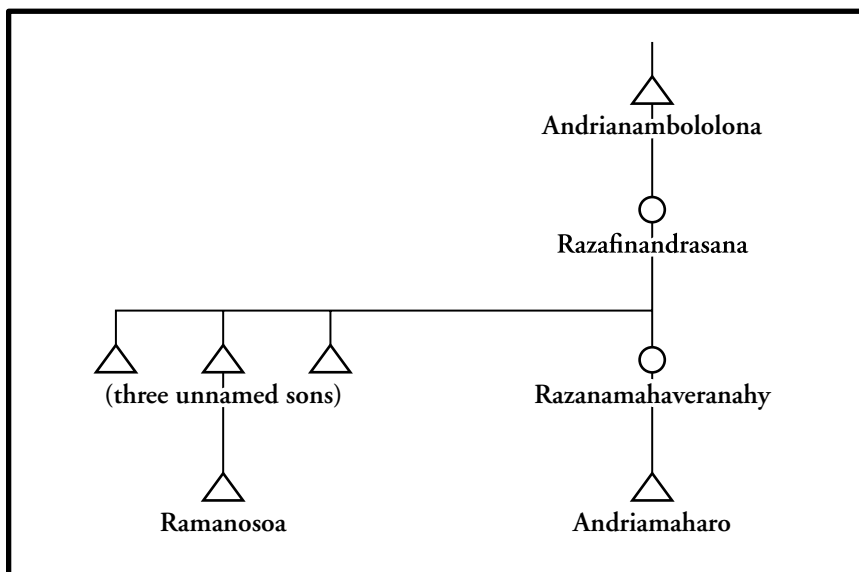 Andrianambololona
Razafinandrasana
(three unnamed sons)
Razanamahaveranahy
Ramanosoa
Andriamaharo